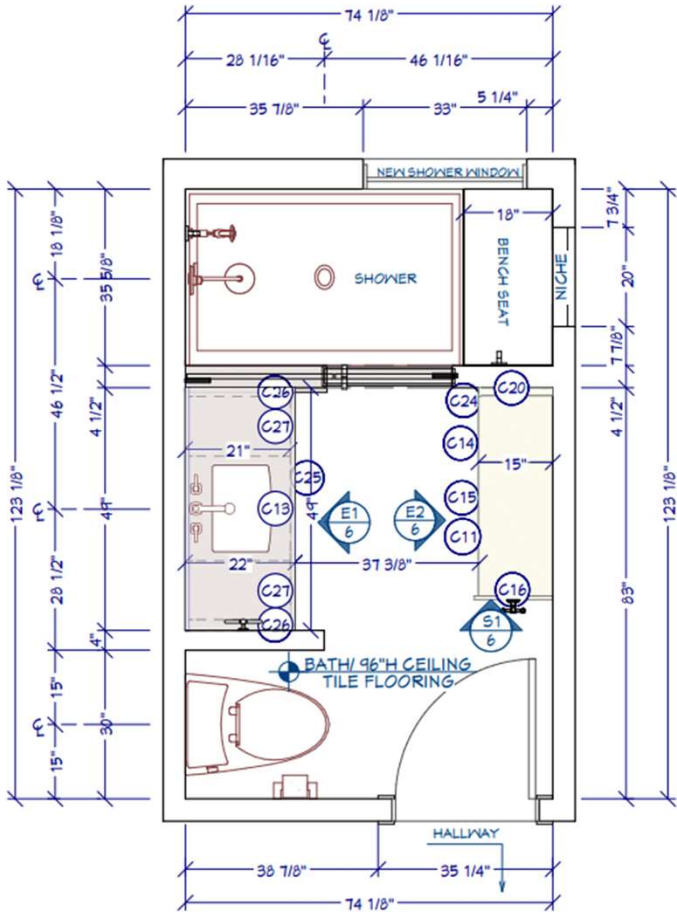 74 1/8"
28 1/16"
46 1/16"
35 7/8"
33"
5 1/4"
NEW SHOWER WINDOW
18"
BENCH SEAT
NICHE
SHOWER
18 1/8"
35 5/8"
7 3/4"
20"
7 7/8"
46 1/2"
4 1/2"
4 1/2"
123 1/8"
123 1/8"
C26
C24
C20
C27
C14
21"
15"
C25
C15
49"
49"
C13
E1
6
E2
6
C11
28 1/2"
22"
37 3/8"
83"
C27
C16
C26
S1
6
4"
BATH/ 96"H CEILING
TILE FLOORING
15"
30"
15"
HALLWAY
38 7/8"
35 1/4"
74 1/8"